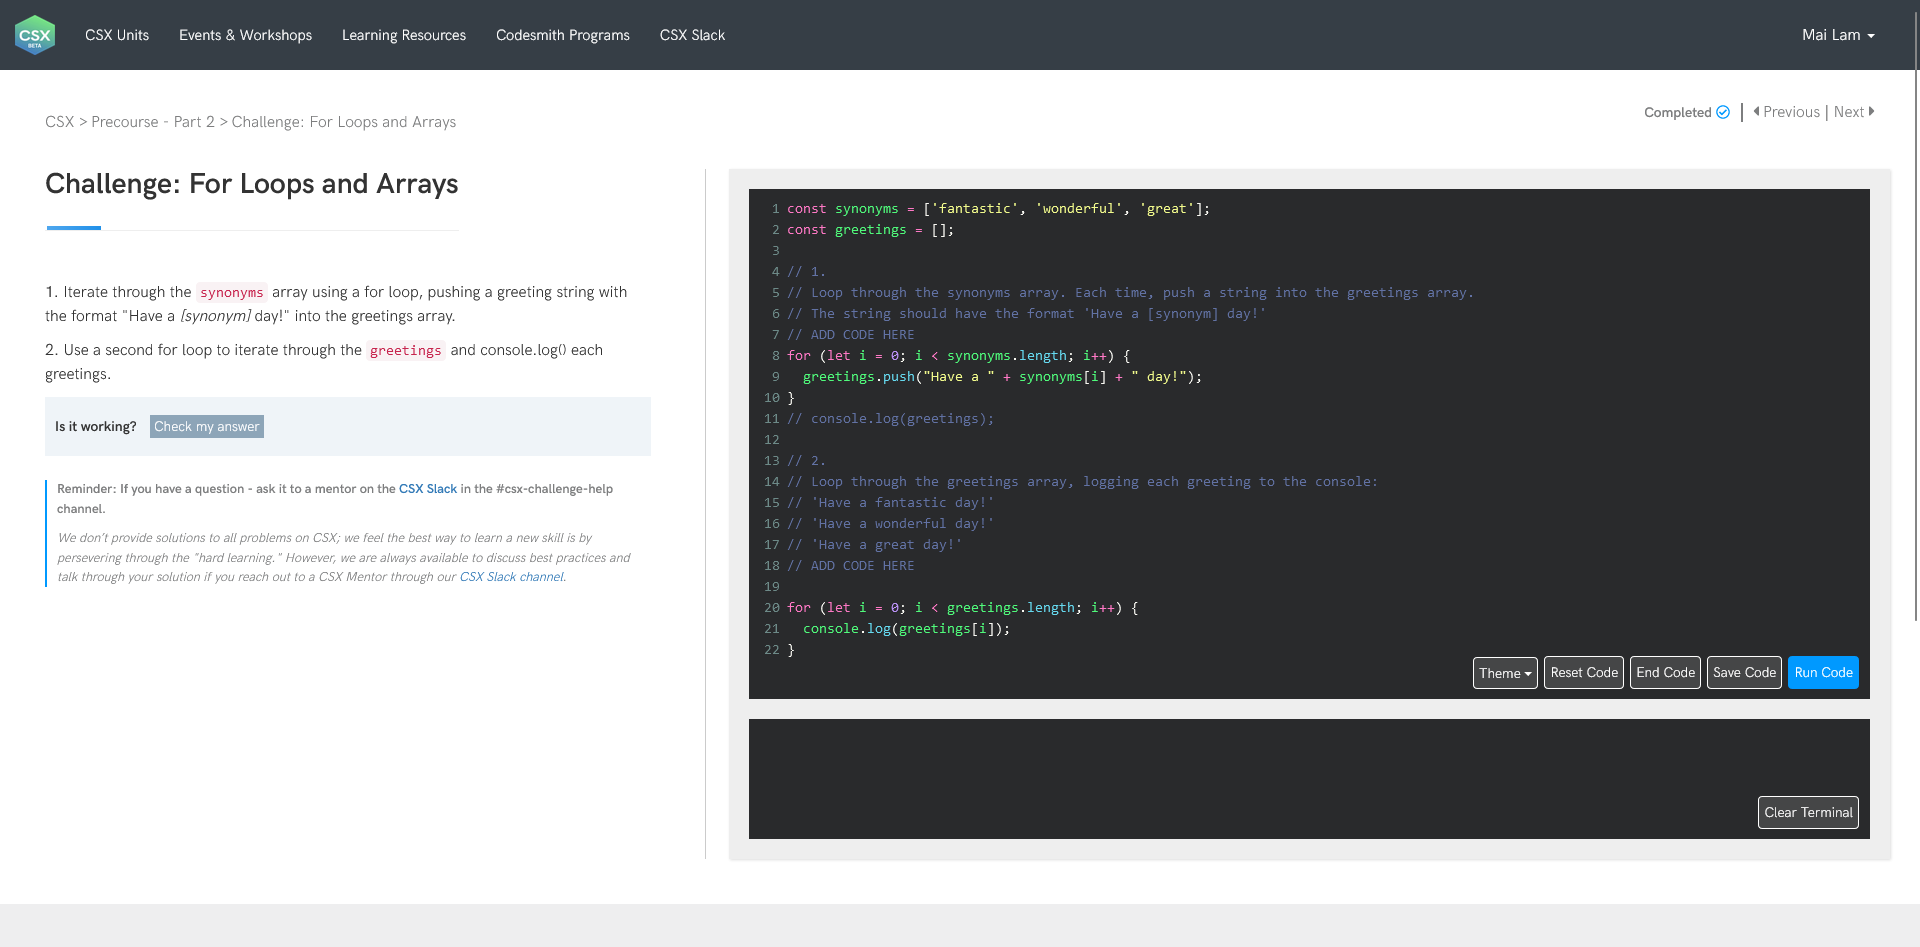 CSX
BETA
CSX Units
Events & Workshops
Learning Resources
Codesmith Programs
CSX Slack
Mai Lam
CSX > Precourse - Part 2 > Challenge: For Loops and Arrays
Completed | Previous | Next
Challenge: For Loops and Arrays
1. Iterate through the synonyms array using a for loop, pushing a greeting string with
the format "Have a [synonym] day!" into the greetings array.
2. Use a second for loop to iterate through the greetings and console.log() each
greetings.
Is it working? Check my answer
Reminder: If you have a question - ask it to a mentor on the CSX Slack in the #csx-challenge-help
channel.
We don't provide solutions to all problems on CSX; we feel the best way to learn a new skill is by
persevering through the "hard learning." However, we are always available to discuss best practices and
talk through your solution if you reach out to a CSX Mentor through our CSX Slack channel.
1 const synonyms = ['fantastic', 'wonderful', 'great'];
2 const greetings = [];
3
4 // 1.
5 // Loop through the synonyms array. Each time, push a string into the greetings array.
6 // The string should have the format 'Have a [synonym] day!'
7 // ADD CODE HERE
8 for (let i = 0; i < synonyms.length; i++) {
9   greetings.push("Have a " + synonyms[i] + " day!");
10 }
11 // console.log(greetings);
12
13 // 2.
14 // Loop through the greetings array, logging each greeting to the console:
15 // 'Have a fantastic day!'
16 // 'Have a wonderful day!'
17 // 'Have a great day!'
18 // ADD CODE HERE
19
20 for (let i = 0; i < greetings.length; i++) {
21   console.log(greetings[i]);
22 }
Theme
Reset Code
End Code
Save Code
Run Code
Clear Terminal